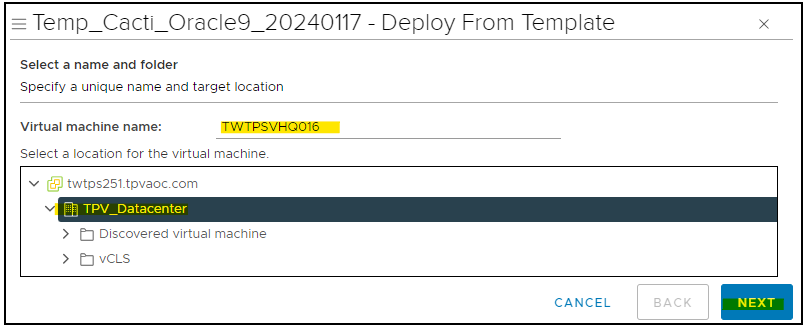 Temp_Cacti_Oracle9_20240117 - Deploy From Template
Select a name and folder
Specify a unique name and target location
Virtual machine name: TWTPSVHQ016
Select a location for the virtual machine.
twtps251.tpvaoc.com
TPV_Datacenter
Discovered virtual machine
vCLS
CANCEL BACK NEXT